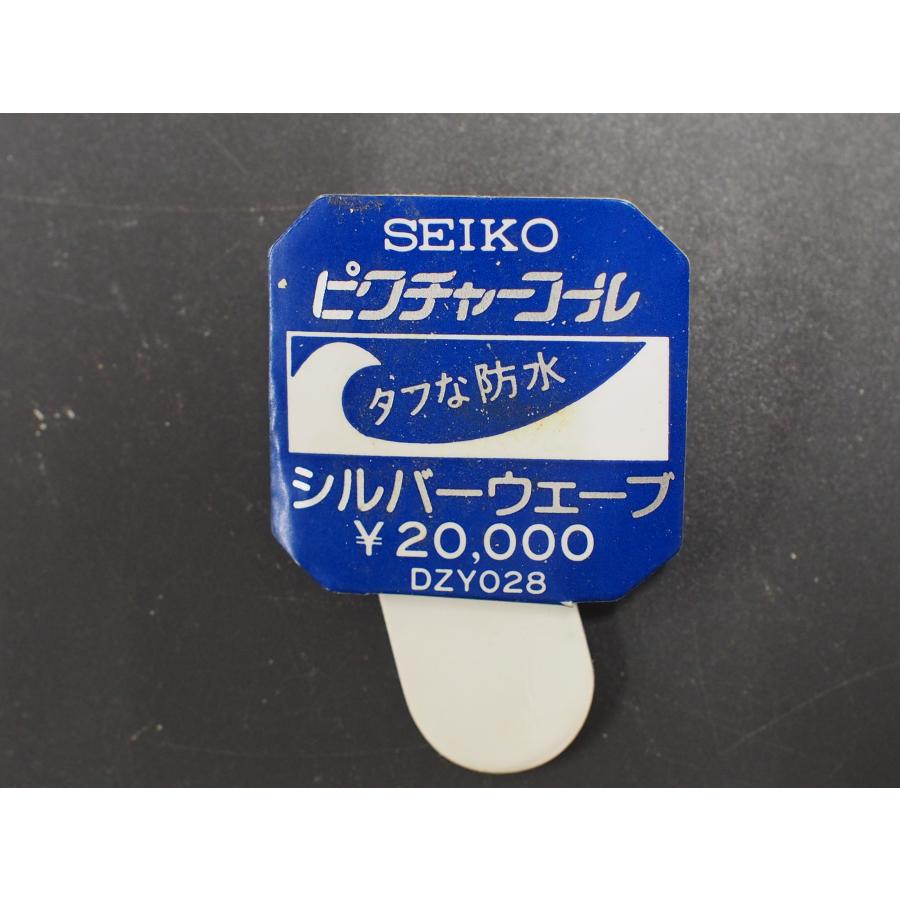 SEIKO
ピクチャーコール
タフな防水
シルバーウェーブ
¥20,000
DZY028